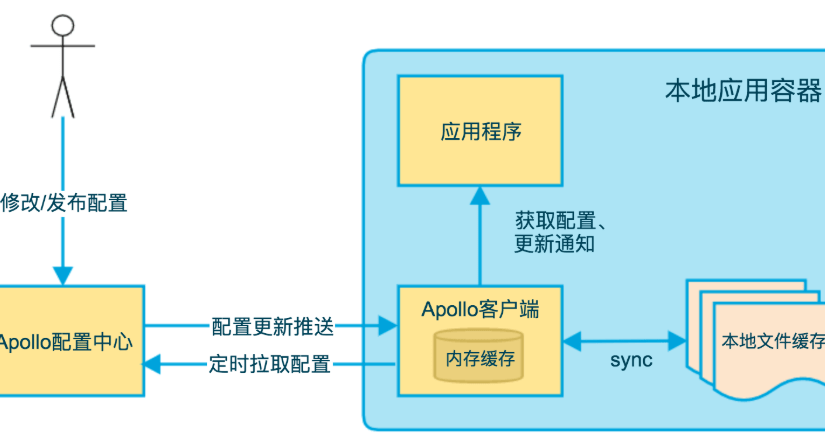 本地应用容器
应用程序
修改/发布配置
获取配置、
更新通知
Apollo客户端
配置更新推送
Apollo配置中心
内存缓存
本地文件缓存
定时拉取配置
sync